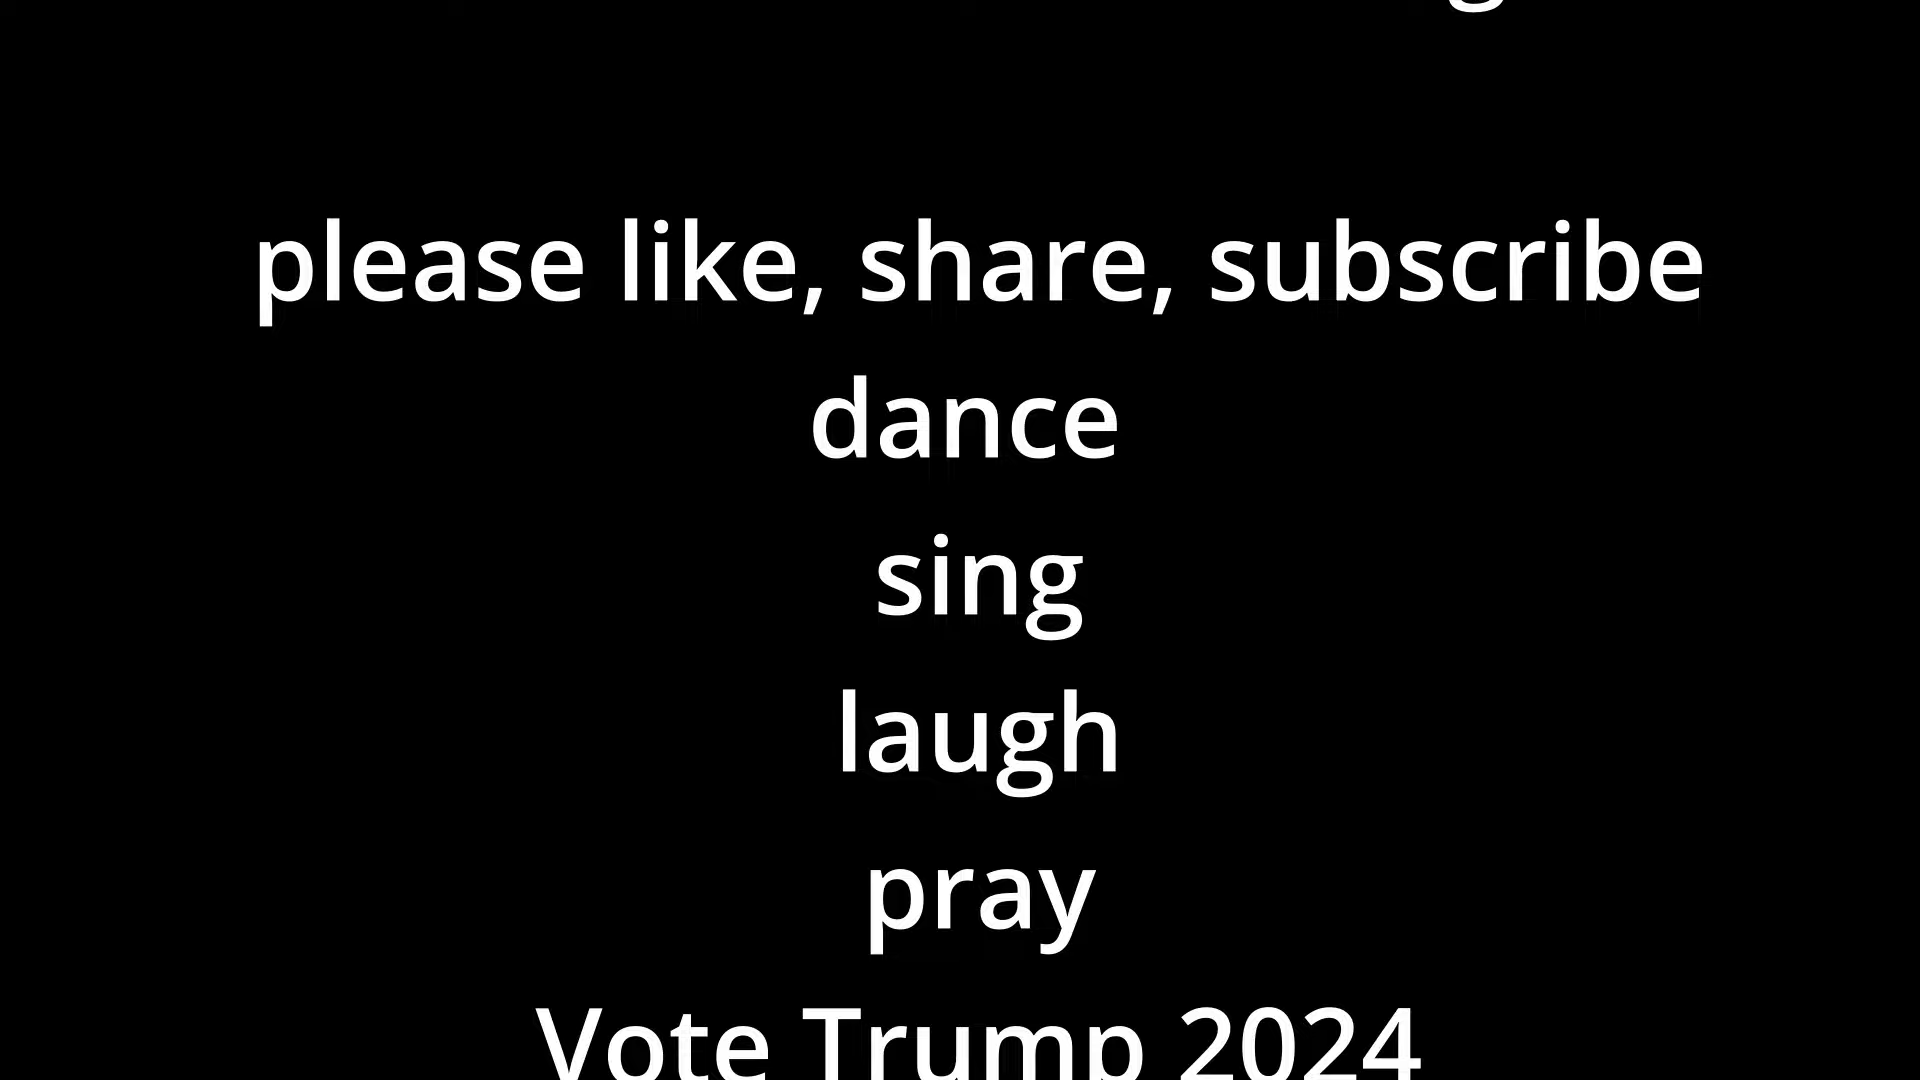 please like, share, subscribe
dance
sing
laugh
pray
Vote Trump 2024